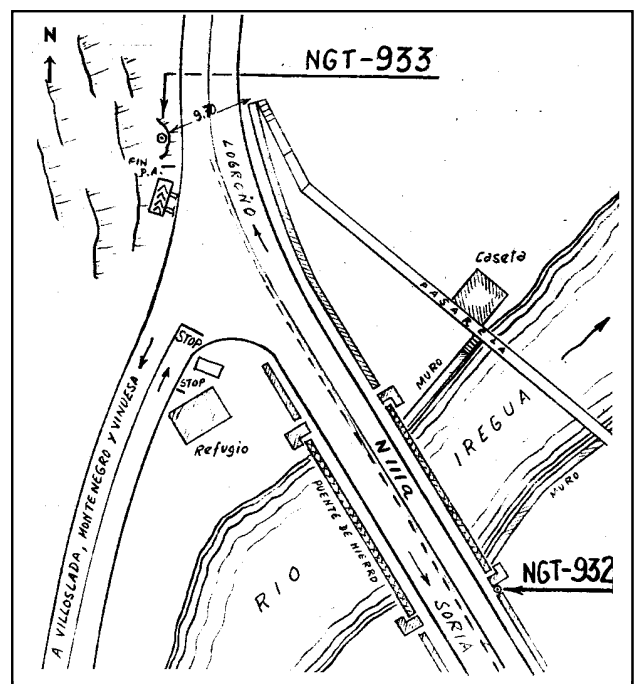 N
NGT-933
9.70
FIN
P.A.
LOGROÑO
Caseta
PASARELA
STOP
STOP
MURO
IREGUA
Refugio
N 111a
MURO
A VILLOSLADA, MONTENEGRO Y VINUESA
PUENTE DE HIERRO
RIO
NGT-932
SORIA